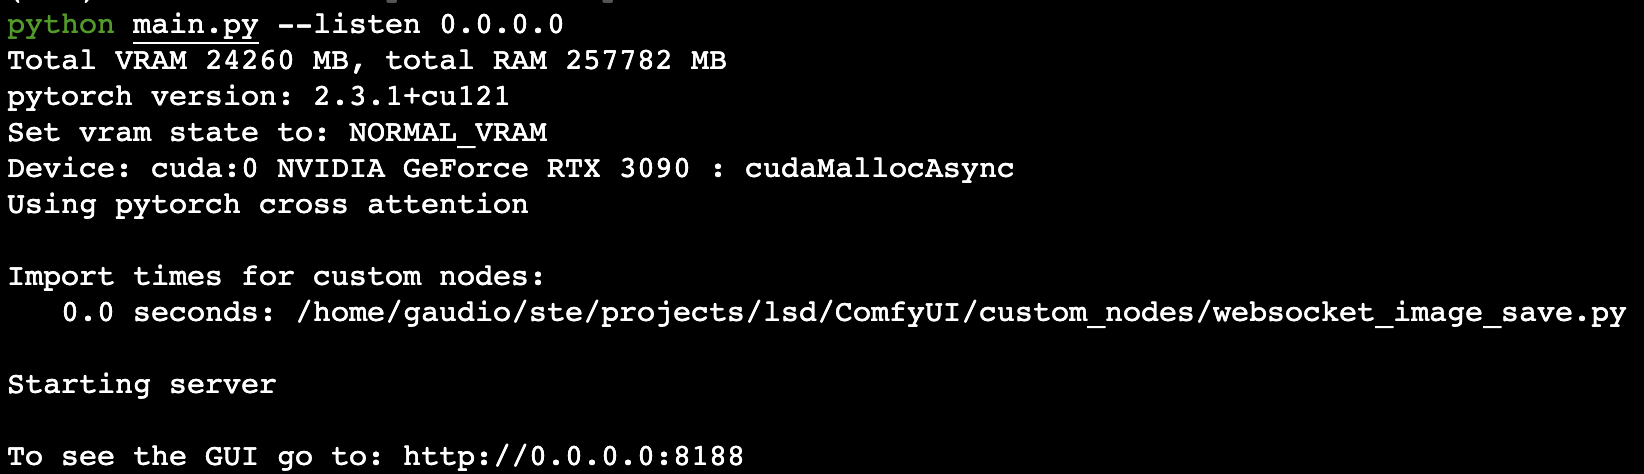 python main.py --listen 0.0.0.0
Total VRAM 24260 MB, total RAM 257782 MB
pytorch version: 2.3.1+cu121
Set vram state to: NORMAL_VRAM
Device: cuda:0 NVIDIA GeForce RTX 3090 : cudaMallocAsync
Using pytorch cross attention
Import times for custom nodes:
0.0 seconds: /home/gaudio/ste/projects/lsd/ComfyUI/custom_nodes/websocket_image_save.py
Starting server
To see the GUI go to: http://0.0.0.0:8188